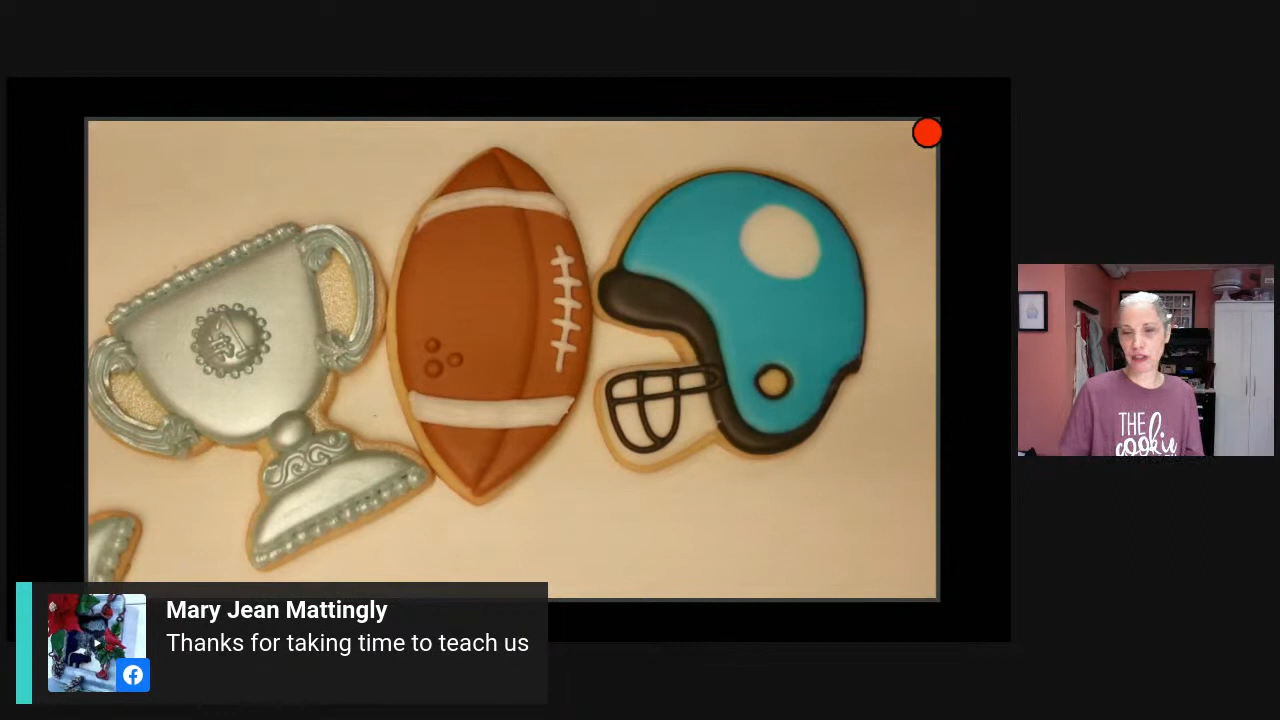 THE
cookie
Mary Jean Mattingly
Thanks for taking time to teach us